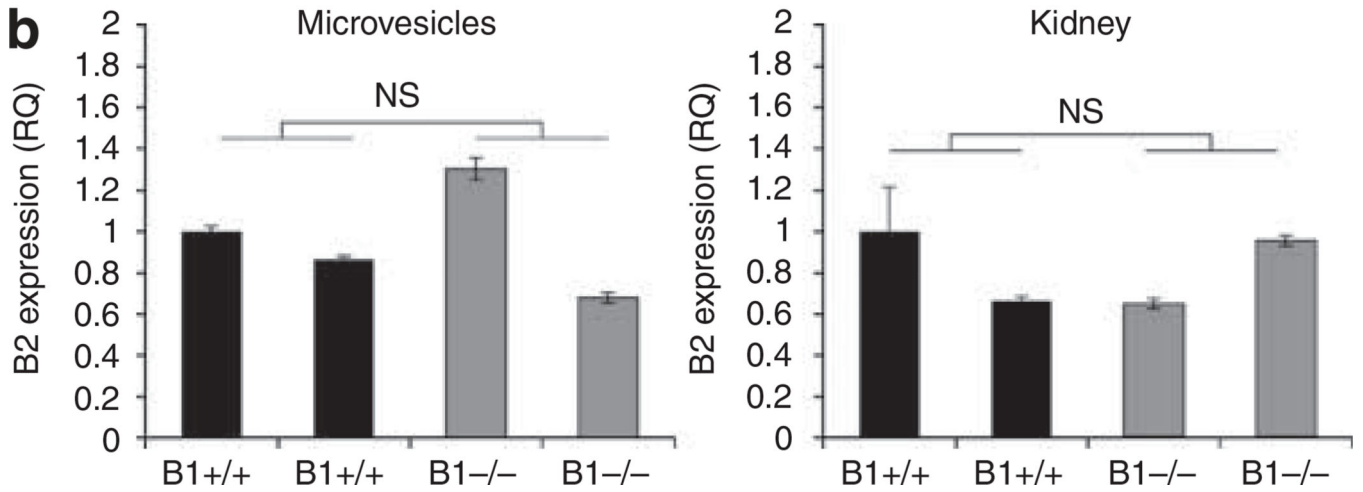 b
Microvesicles
B2 expression (RQ)
2
1.8
1.6
1.4
1.2
1
0.8
0.6
0.4
0.2
0
NS
B1+/+ B1+/+ B1–/– B1–/–
Kidney
B2 expression (RQ)
2
1.8
1.6
1.4
1.2
1
0.8
0.6
0.4
0.2
0
NS
B1+/+ B1+/+ B1–/– B1–/–